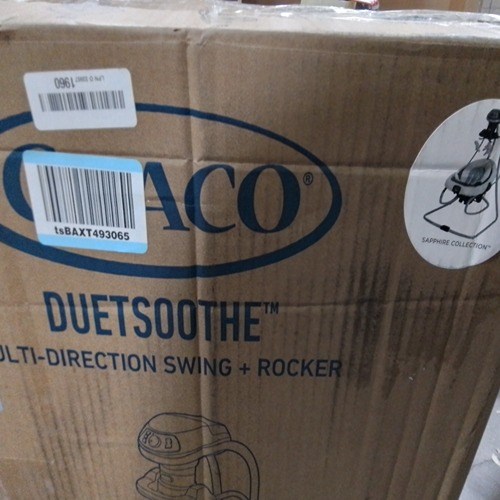 1960
tsBAXT493065
ACO®
DUETSOOTHE™
ULTI-DIRECTION SWING + ROCKER
SAPPHIRE COLLECTION™